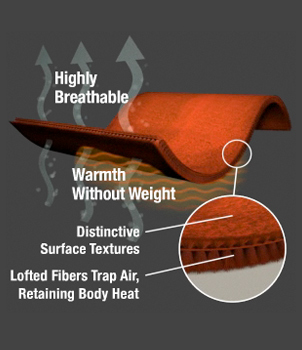 Highly
Breathable
Warmth
Without Weight
Distinctive
Surface Textures
Lofted Fibers Trap Air,
Retaining Body Heat